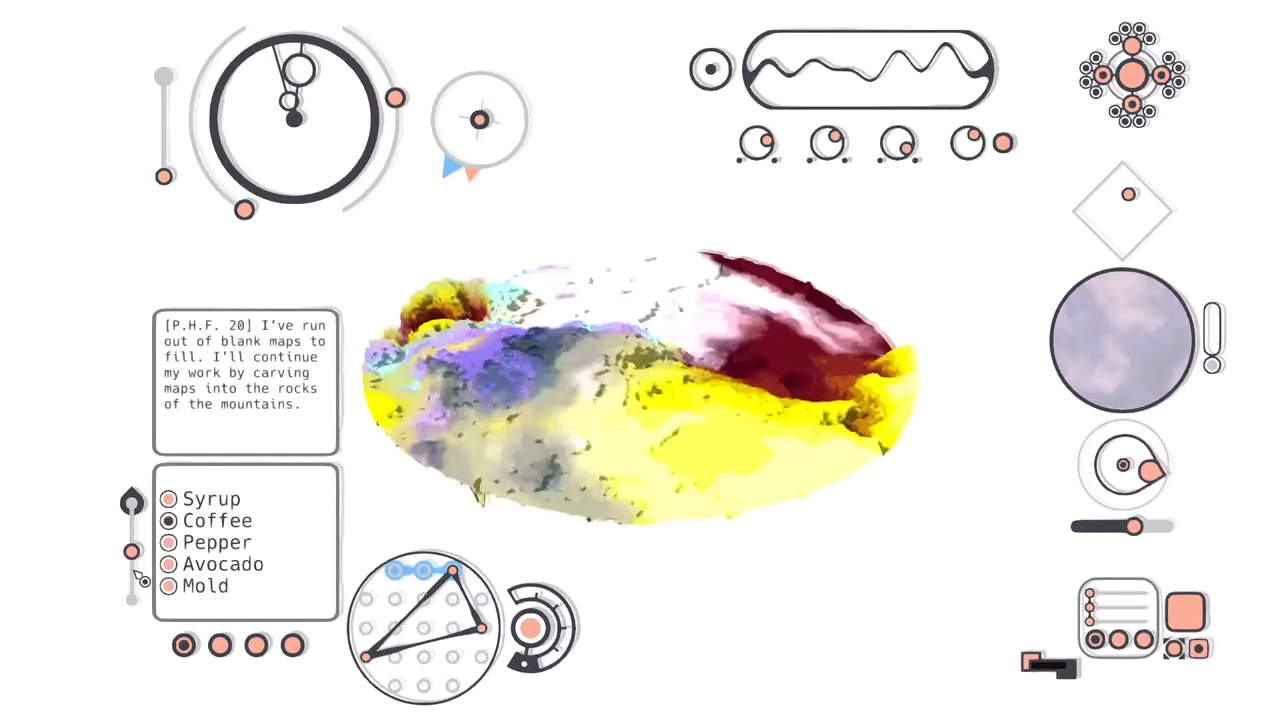 [P.H.F. 20] I've run
out of blank maps to
fill. I'll continue
my work by carving
maps into the rocks
of the mountains.
Syrup
Coffee
Pepper
Avocado
Mold